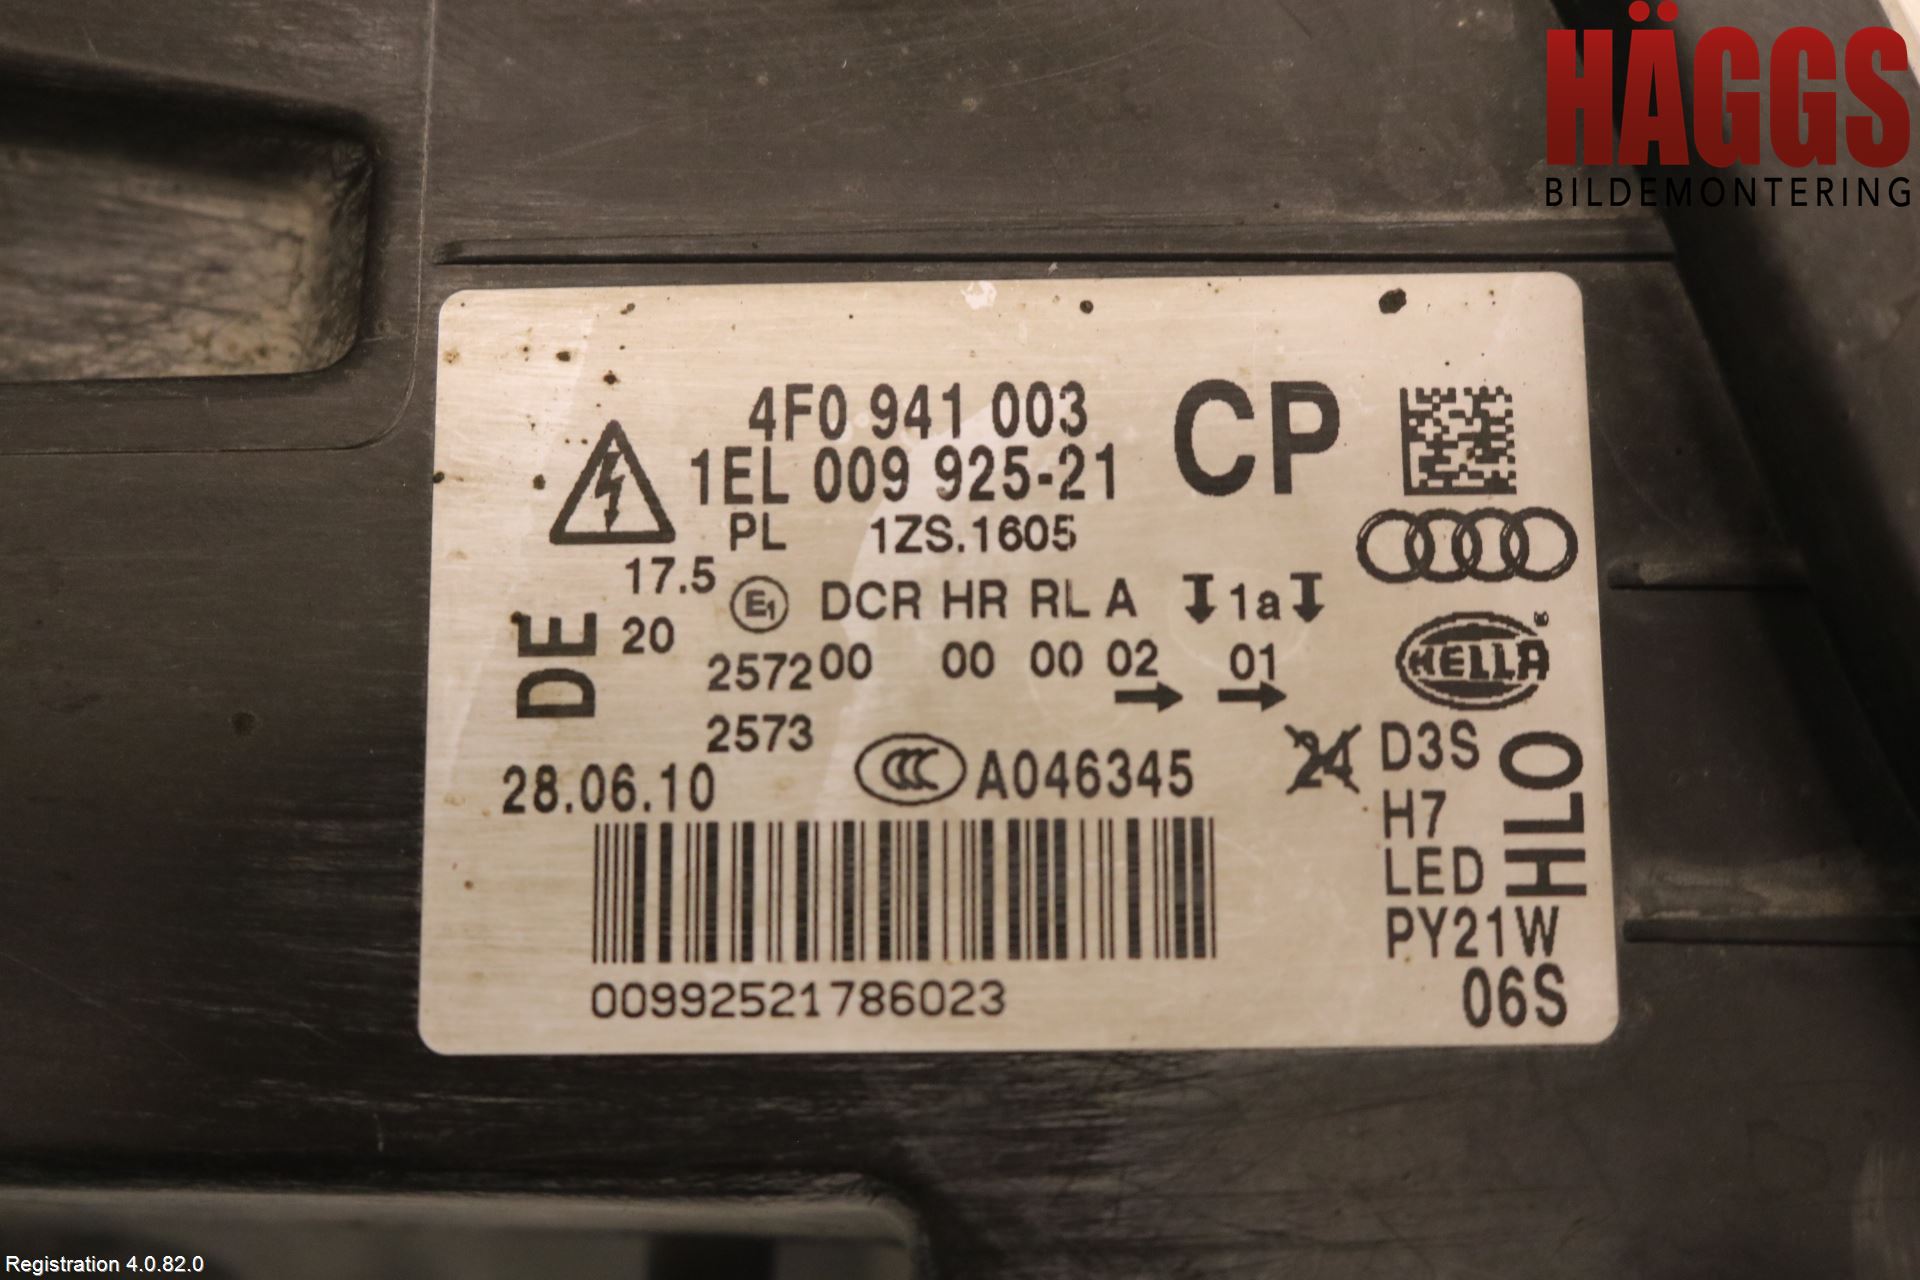 HÄGGS
BILDEMONTERING
4F0 941 003 CP
1EL 009 925-21
PL 1ZS.1605
17.5
20
DE
E1 DCR HR RL A 1a
2572 00 00 00 02 01
2573
28.06.10
CCC A046345
24
HELLA®
D3S
H7
LED
PY21W
HLO
06S
00992521786023
Registration 4.0.82.0